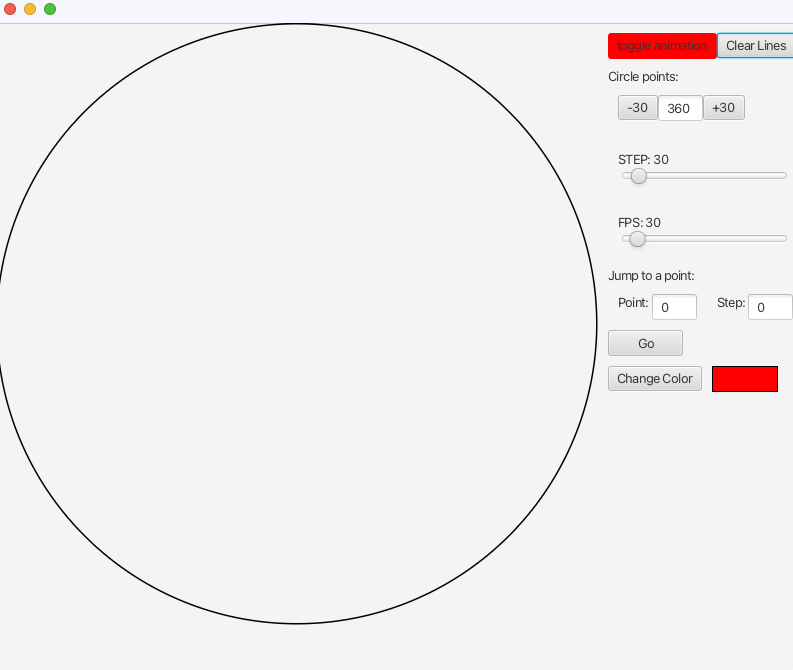 toggle animation Clear Lines
Circle points:
-30 360 +30
STEP: 30
FPS: 30
Jump to a point:
Point: 0 Step: 0
Go
Change Color